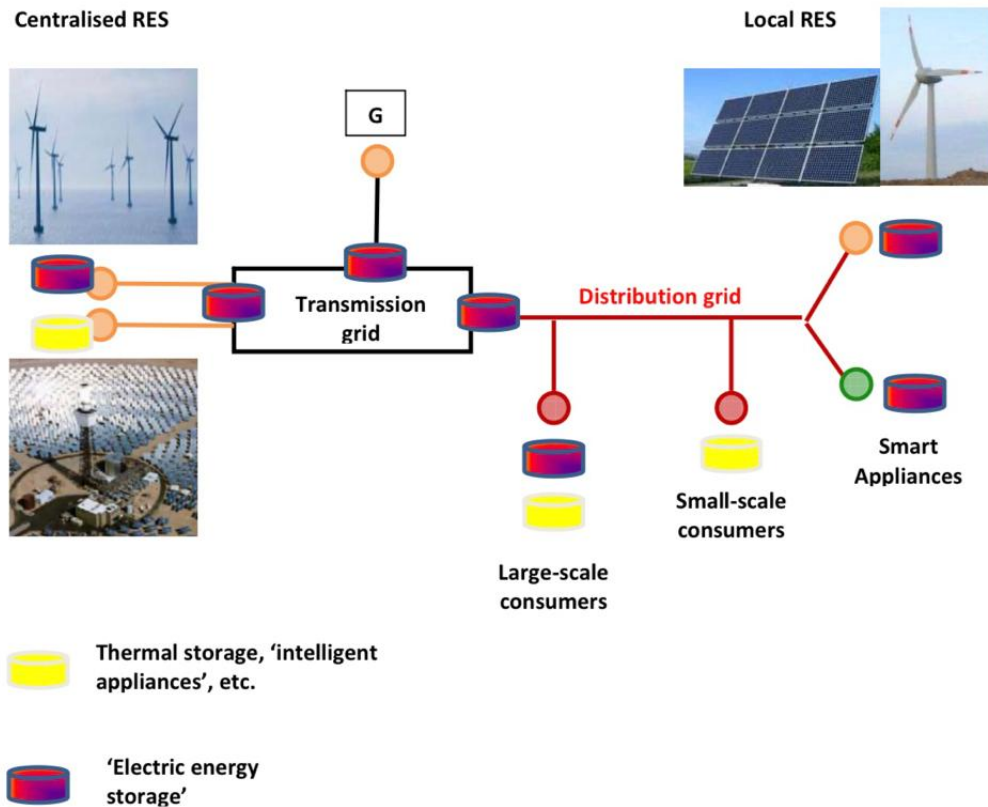 Centralised RES
Local RES
G
Transmission
grid
Distribution grid
Smart
Appliances
Small-scale
consumers
Large-scale
consumers
Thermal storage, ‘intelligent
appliances’, etc.
‘Electric energy
storage’